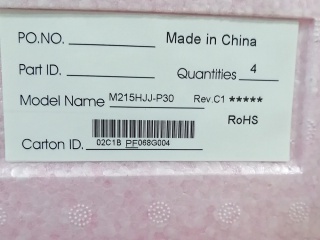 PO.NO. Made in China
Part ID. Quantities 4
Model Name M215HJJ-P30 Rev.C1 *****
RoHS
Carton ID. 02C1B PF068G004